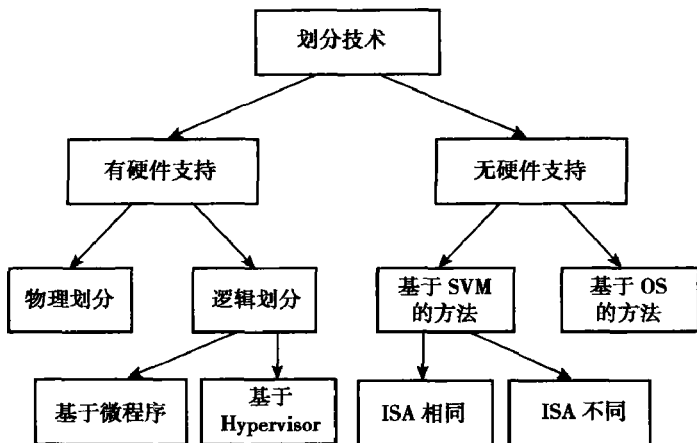 划分技术
有硬件支持
无硬件支持
物理划分
逻辑划分
基于 SVM
的方法
基于 OS
的方法
基于微程序
基于
Hypervisor
ISA 相同
ISA 不同